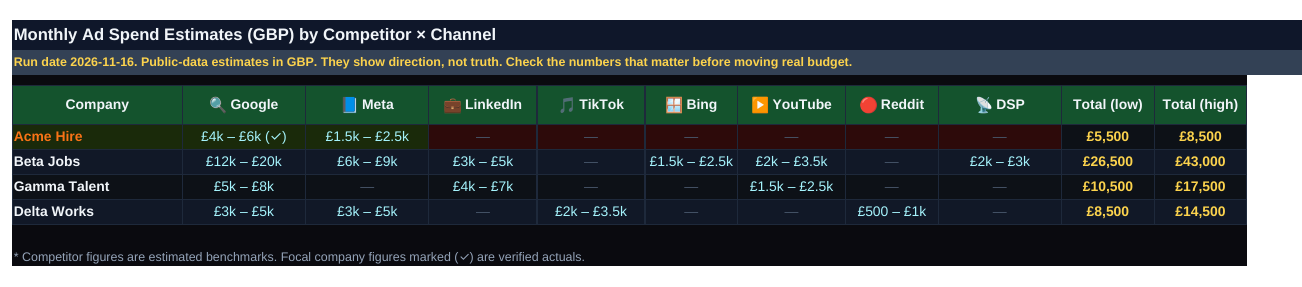 Monthly Ad Spend Estimates (GBP) by Competitor × Channel
Run date 2026-11-16. Public-data estimates in GBP. They show direction, not truth. Check the numbers that matter before moving real budget.
Company 🔍 Google 📘 Meta 💼 LinkedIn 🎵 TikTok 🪟 Bing ▶️ YouTube 🔴 Reddit 📡 DSP Total (low) Total (high)
Acme Hire £4k – £6k (✓) £1.5k – £2.5k — — — — — — £5,500 £8,500
Beta Jobs £12k – £20k £6k – £9k £3k – £5k — £1.5k – £2.5k £2k – £3.5k — £2k – £3k £26,500 £43,000
Gamma Talent £5k – £8k — £4k – £7k — — £1.5k – £2.5k — — £10,500 £17,500
Delta Works £3k – £5k £3k – £5k — £2k – £3.5k — — £500 – £1k — £8,500 £14,500
* Competitor figures are estimated benchmarks. Focal company figures marked (✓) are verified actuals.